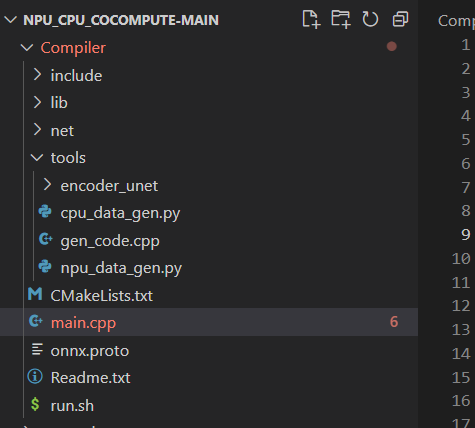 NPU_CPU_COCOMPUTE-MAIN
Comp
Compiler
include
lib
net
tools
encoder_unet
cpu_data_gen.py
gen_code.cpp
npu_data_gen.py
CMakeLists.txt
main.cpp 6
onnx.proto
Readme.txt
run.sh
1
2
3
4
5
6
7
8
9
10
11
12
13
14
15
16
17